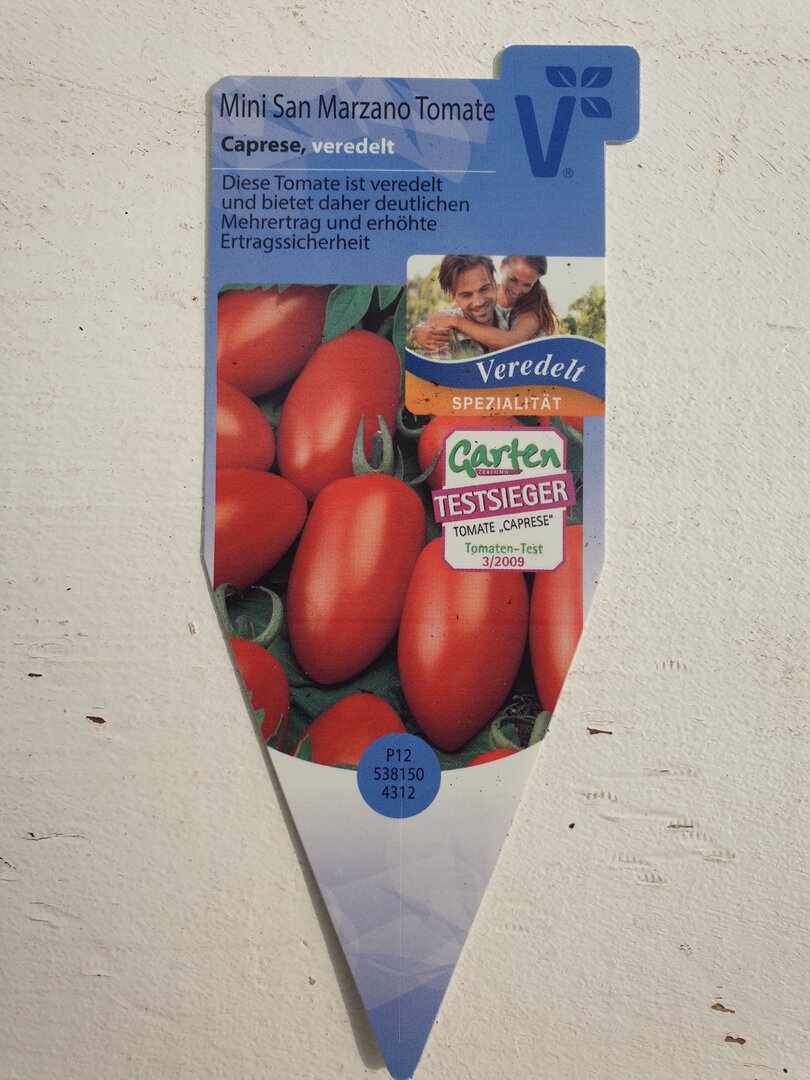 Mini San Marzano Tomate
V®
Caprese, veredelt
Diese Tomate ist veredelt
und bietet daher deutlichen
Mehrertrag und erhöhte
Ertragssicherheit
Veredelt
SPEZIALITÄT
Garten
ZEITUNG
TESTSIEGER
TOMATE „CAPRESE"
Tomaten-Test
3/2009
P12
538150
4312